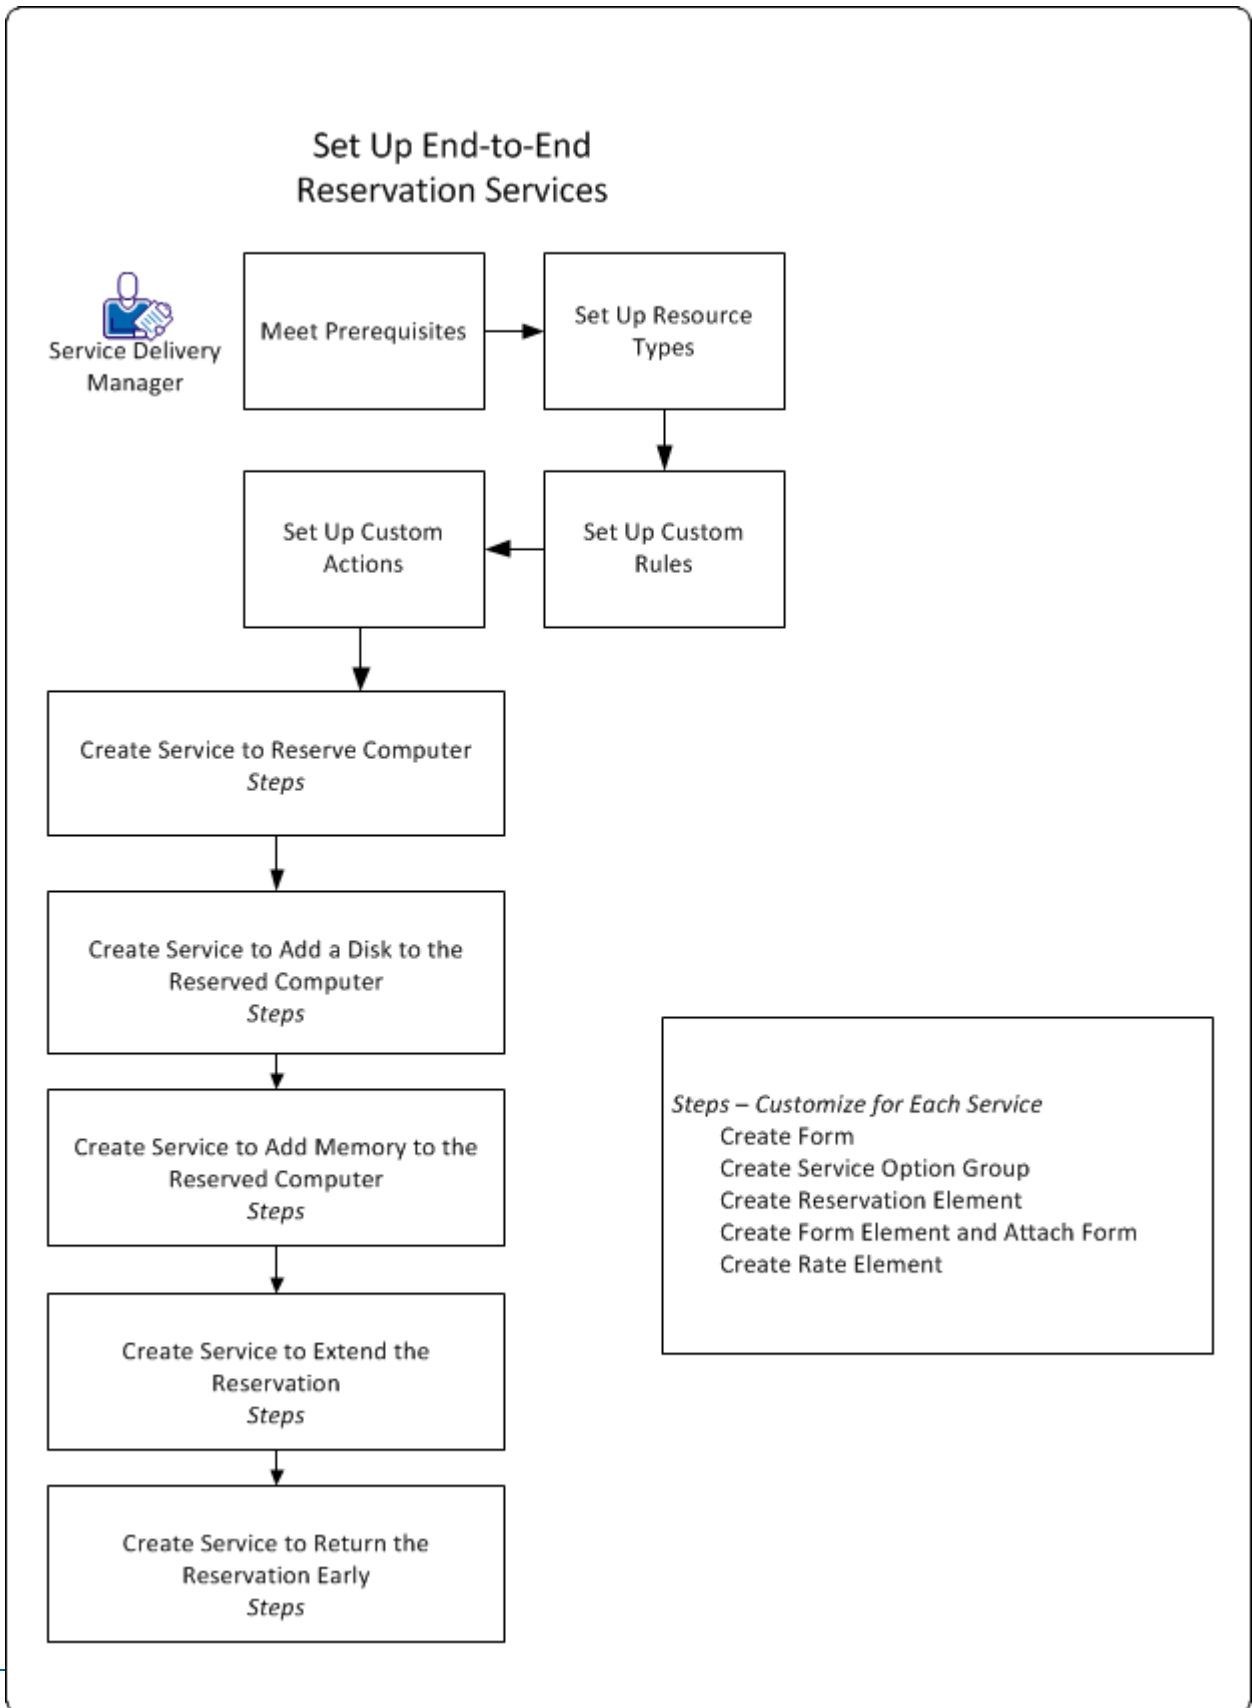 Set Up End-to-End
Reservation Services
Service Delivery
Manager
Meet Prerequisites
Set Up Resource
Types
Set Up Custom
Actions
Set Up Custom
Rules
Create Service to Reserve Computer
Steps
Create Service to Add a Disk to the
Reserved Computer
Steps
Create Service to Add Memory to the
Reserved Computer
Steps
Create Service to Extend the
Reservation
Steps
Create Service to Return the
Reservation Early
Steps
Steps – Customize for Each Service
Create Form
Create Service Option Group
Create Reservation Element
Create Form Element and Attach Form
Create Rate Element